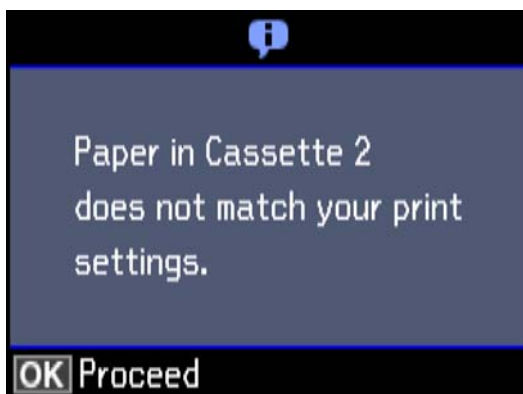 Paper in Cassette 2
does not match your print
settings.
OK Proceed